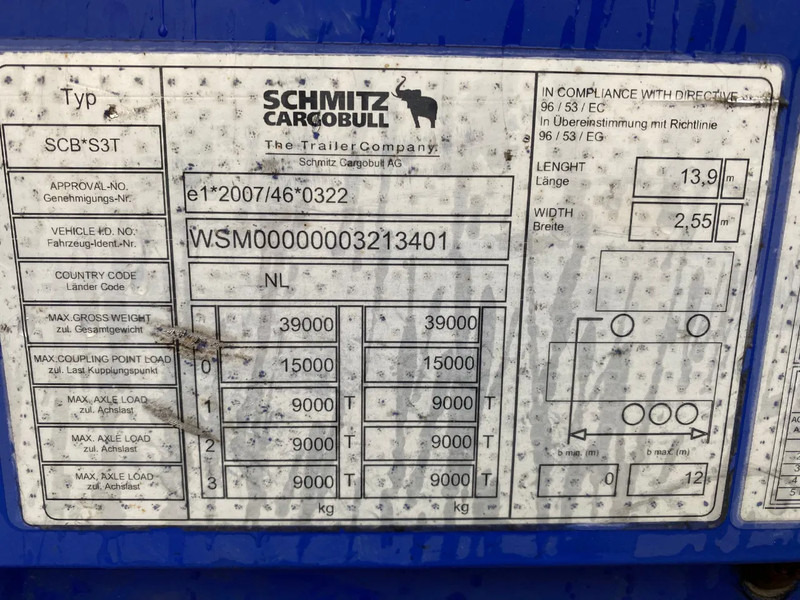 Typ
SCB*S3T
SCHMITZ
CARGOBULL
The Trailer Company.
Schmitz Cargobull AG
APPROVAL-NO.
Genehmigungs-Nr.
e1*2007/46*0322
VEHICLE I.D. NO.
Fahrzeug-Ident.-Nr.
WSM00000003213401
COUNTRY CODE
Länder Code
NL
MAX.GROSS WEIGHT
zul. Gesamtgewicht
0 39000 39000
MAX.COUPLING POINT LOAD
zul. Last Kupplungspunkt
0 15000 15000
MAX. AXLE LOAD
zul. Achslast
1 9000 T 9000 T
MAX. AXLE LOAD
zul. Achslast
2 9000 T 9000 T
MAX. AXLE LOAD
zul. Achslast
3 9000 T 9000 T
kg kg
IN COMPLIANCE WITH DIRECTIVE
96 / 53 / EC
In Übereinstimmung mit Richtlinie
96 / 53 / EG
LENGHT
Länge
13,9 m
WIDTH
Breite
2,55 m
b min. (m) b max. (m)
0 12